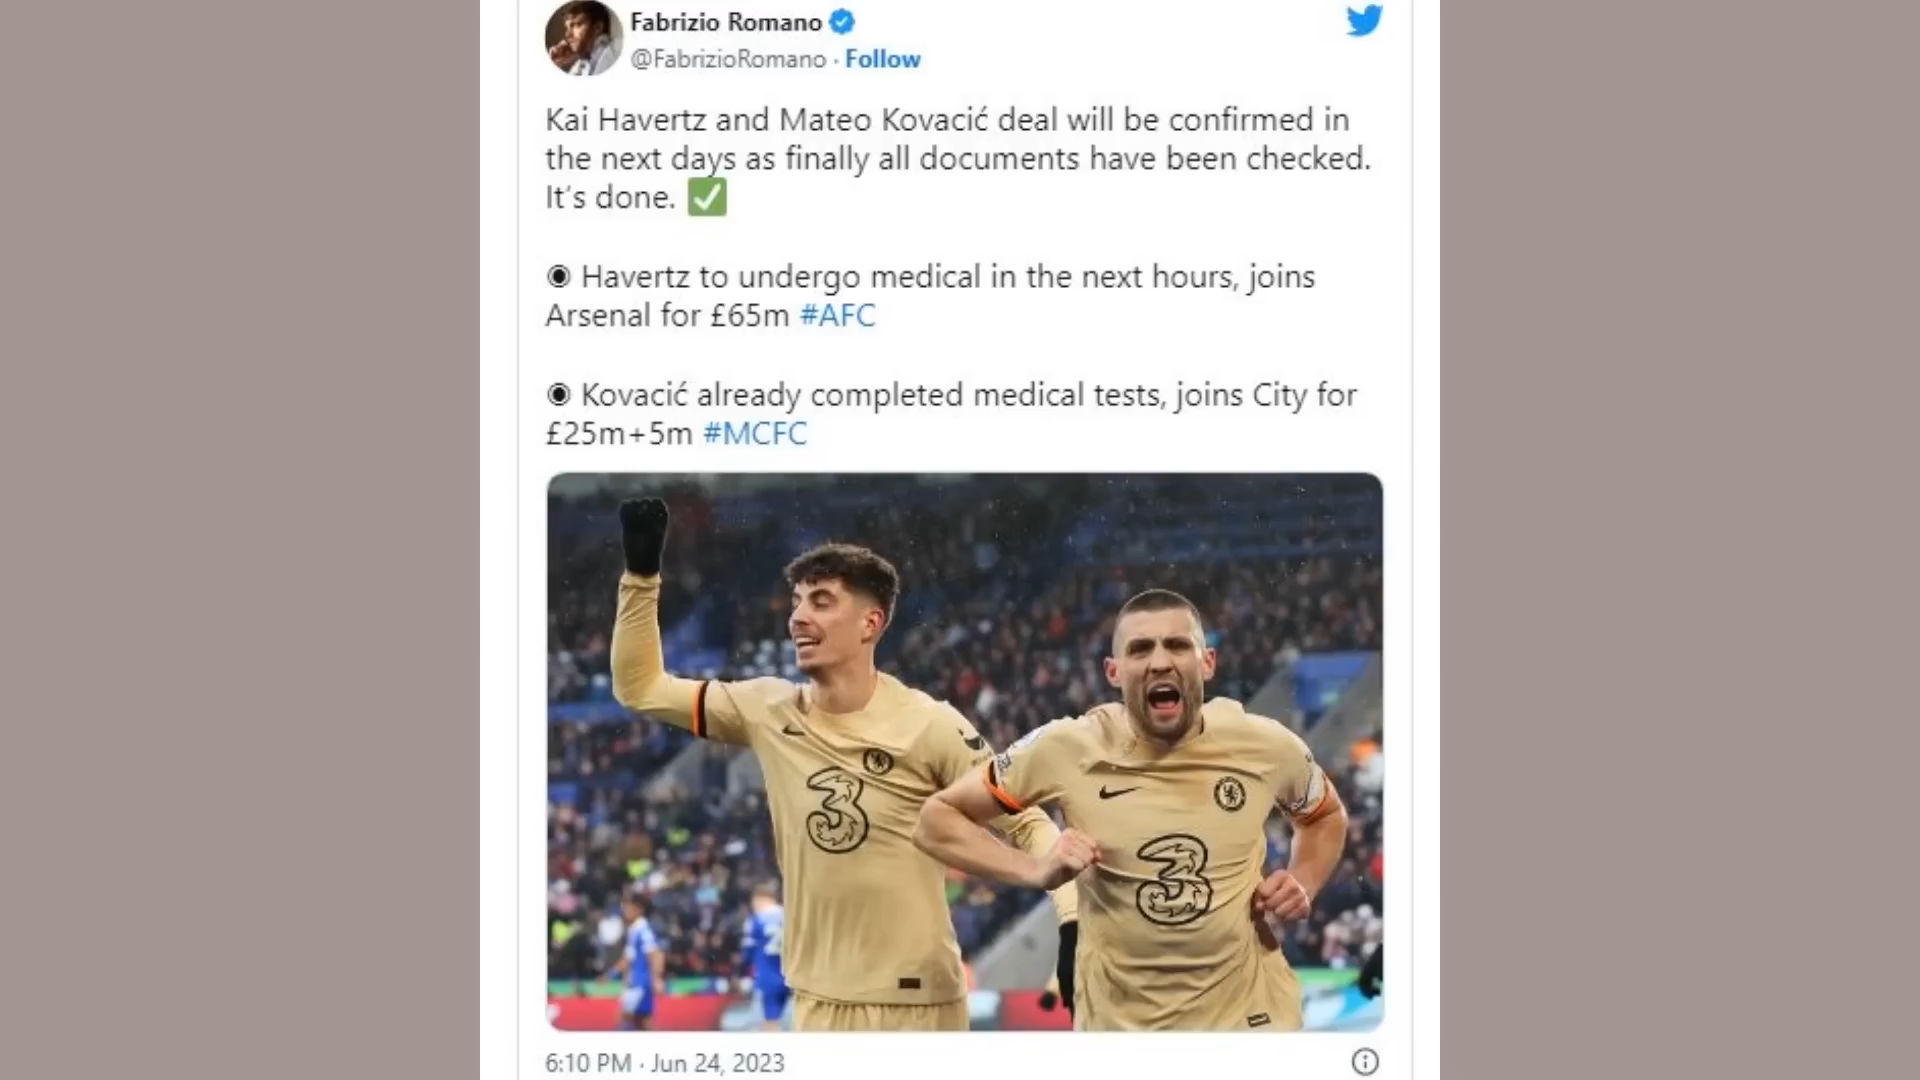 Fabrizio Romano
@FabrizioRomano · Follow
Kai Havertz and Mateo Kovacić deal will be confirmed in
the next days as finally all documents have been checked.
It's done. ✅
◉ Havertz to undergo medical in the next hours, joins
Arsenal for £65m #AFC
◉ Kovacić already completed medical tests, joins City for
£25m+5m #MCFC
3
3
6:10 PM · Jun 24, 2023